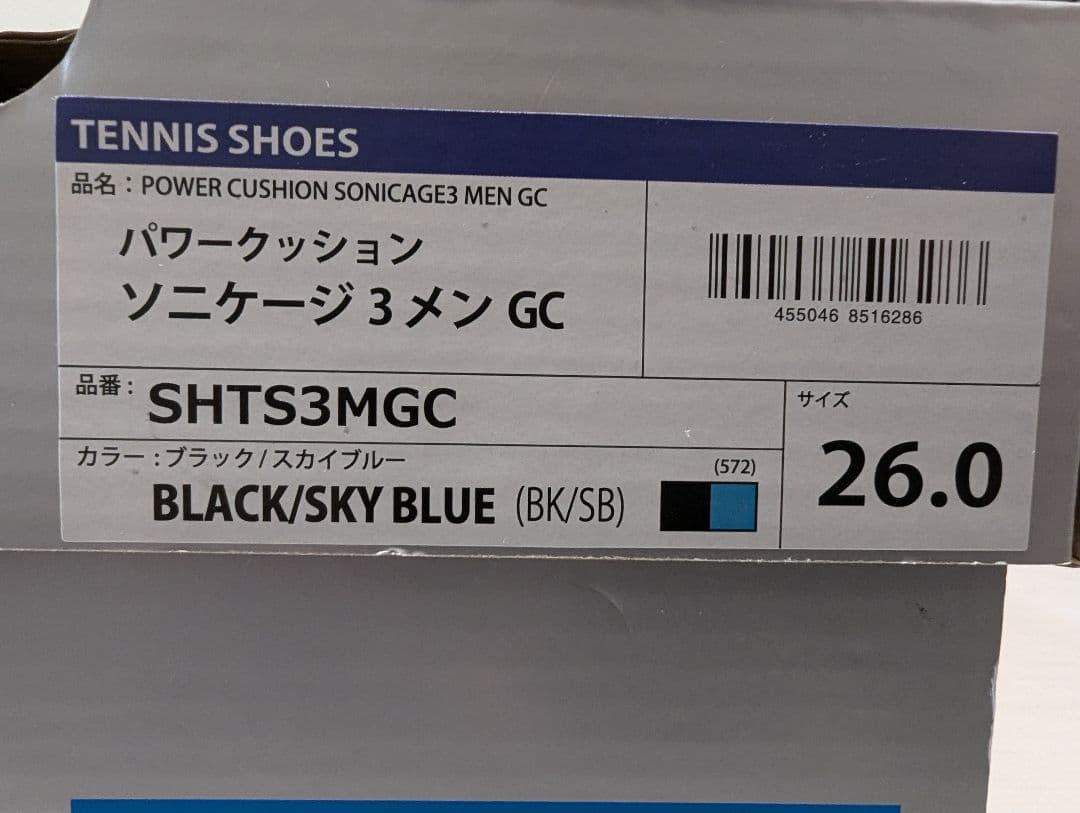 TENNIS SHOES
品名：POWER CUSHION SONICAGE3 MEN GC
パワークッション
ソニケージ 3 メン GC
455046 8516286
品番： SHTS3MGC
カラー：ブラック/スカイブルー
(572)
BLACK/SKY BLUE (BK/SB)
サイズ
26.0